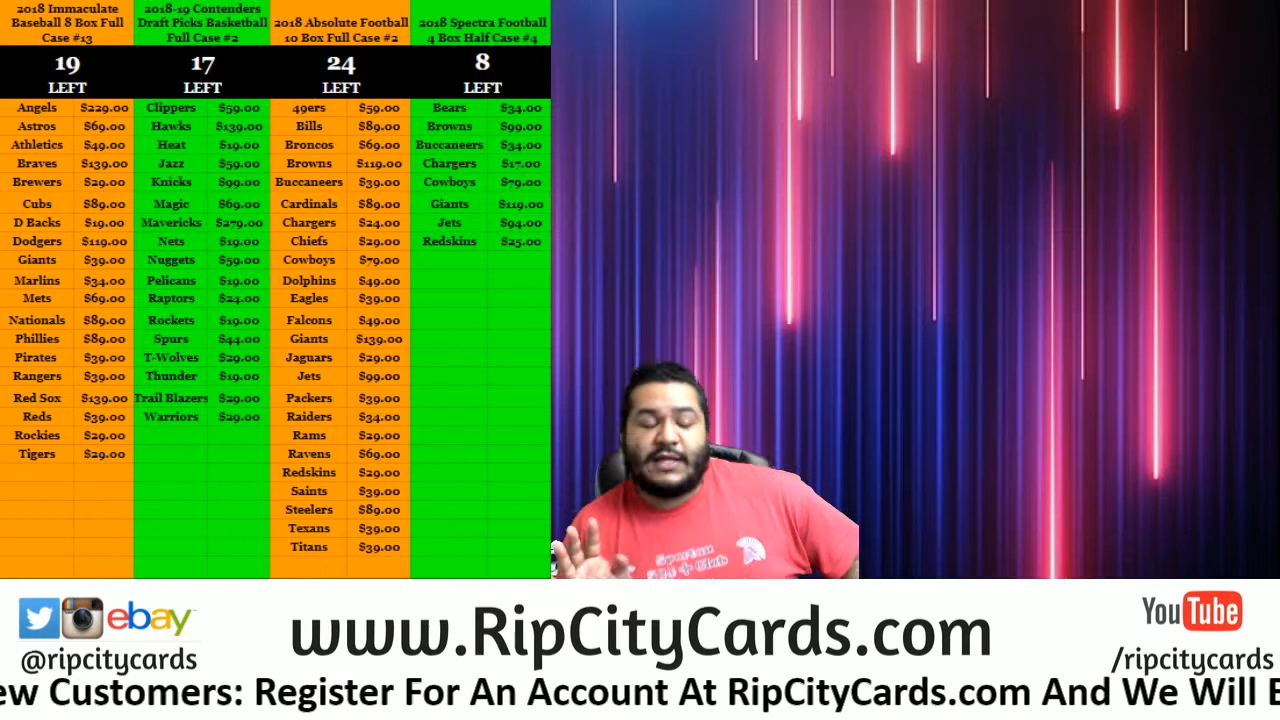 2018 Immaculate
Baseball 8 Box Full
Case #13
19
LEFT
Angels $229.00
Astros $69.00
Athletics $49.00
Braves $139.00
Brewers $29.00
Cubs $89.00
D Backs $19.00
Dodgers $119.00
Giants $39.00
Marlins $34.00
Mets $69.00
Nationals $89.00
Phillies $89.00
Pirates $39.00
Rangers $39.00
Red Sox $139.00
Reds $39.00
Rockies $29.00
Tigers $29.00
2018-19 Contenders
Draft Picks Basketball
Full Case #2
17
LEFT
Clippers $59.00
Hawks $139.00
Heat $19.00
Jazz $59.00
Knicks $99.00
Magic $69.00
Mavericks $279.00
Nets $19.00
Nuggets $59.00
Pelicans $19.00
Raptors $24.00
Rockets $19.00
Spurs $44.00
T-Wolves $29.00
Thunder $19.00
Trail Blazers $29.00
Warriors $29.00
2018 Absolute Football
10 Box Full Case #2
24
LEFT
49ers $59.00
Bills $89.00
Broncos $69.00
Browns $119.00
Buccaneers $39.00
Cardinals $89.00
Chargers $24.00
Chiefs $29.00
Cowboys $79.00
Dolphins $49.00
Eagles $39.00
Falcons $49.00
Giants $139.00
Jaguars $29.00
Jets $99.00
Packers $39.00
Raiders $34.00
Rams $29.00
Ravens $69.00
Redskins $29.00
Saints $39.00
Steelers $89.00
Texans $39.00
Titans $39.00
2018 Spectra Football
4 Box Half Case #4
8
LEFT
Bears $34.00
Browns $99.00
Buccaneers $34.00
Chargers $17.00
Cowboys $79.00
Giants $119.00
Jets $94.00
Redskins $25.00
Spartan
+ Club
ebay
@ripcitycards
www.RipCityCards.com
YouTube
/ripcitycards
ew Customers: Register For An Account At RipCityCards.com And We Will E